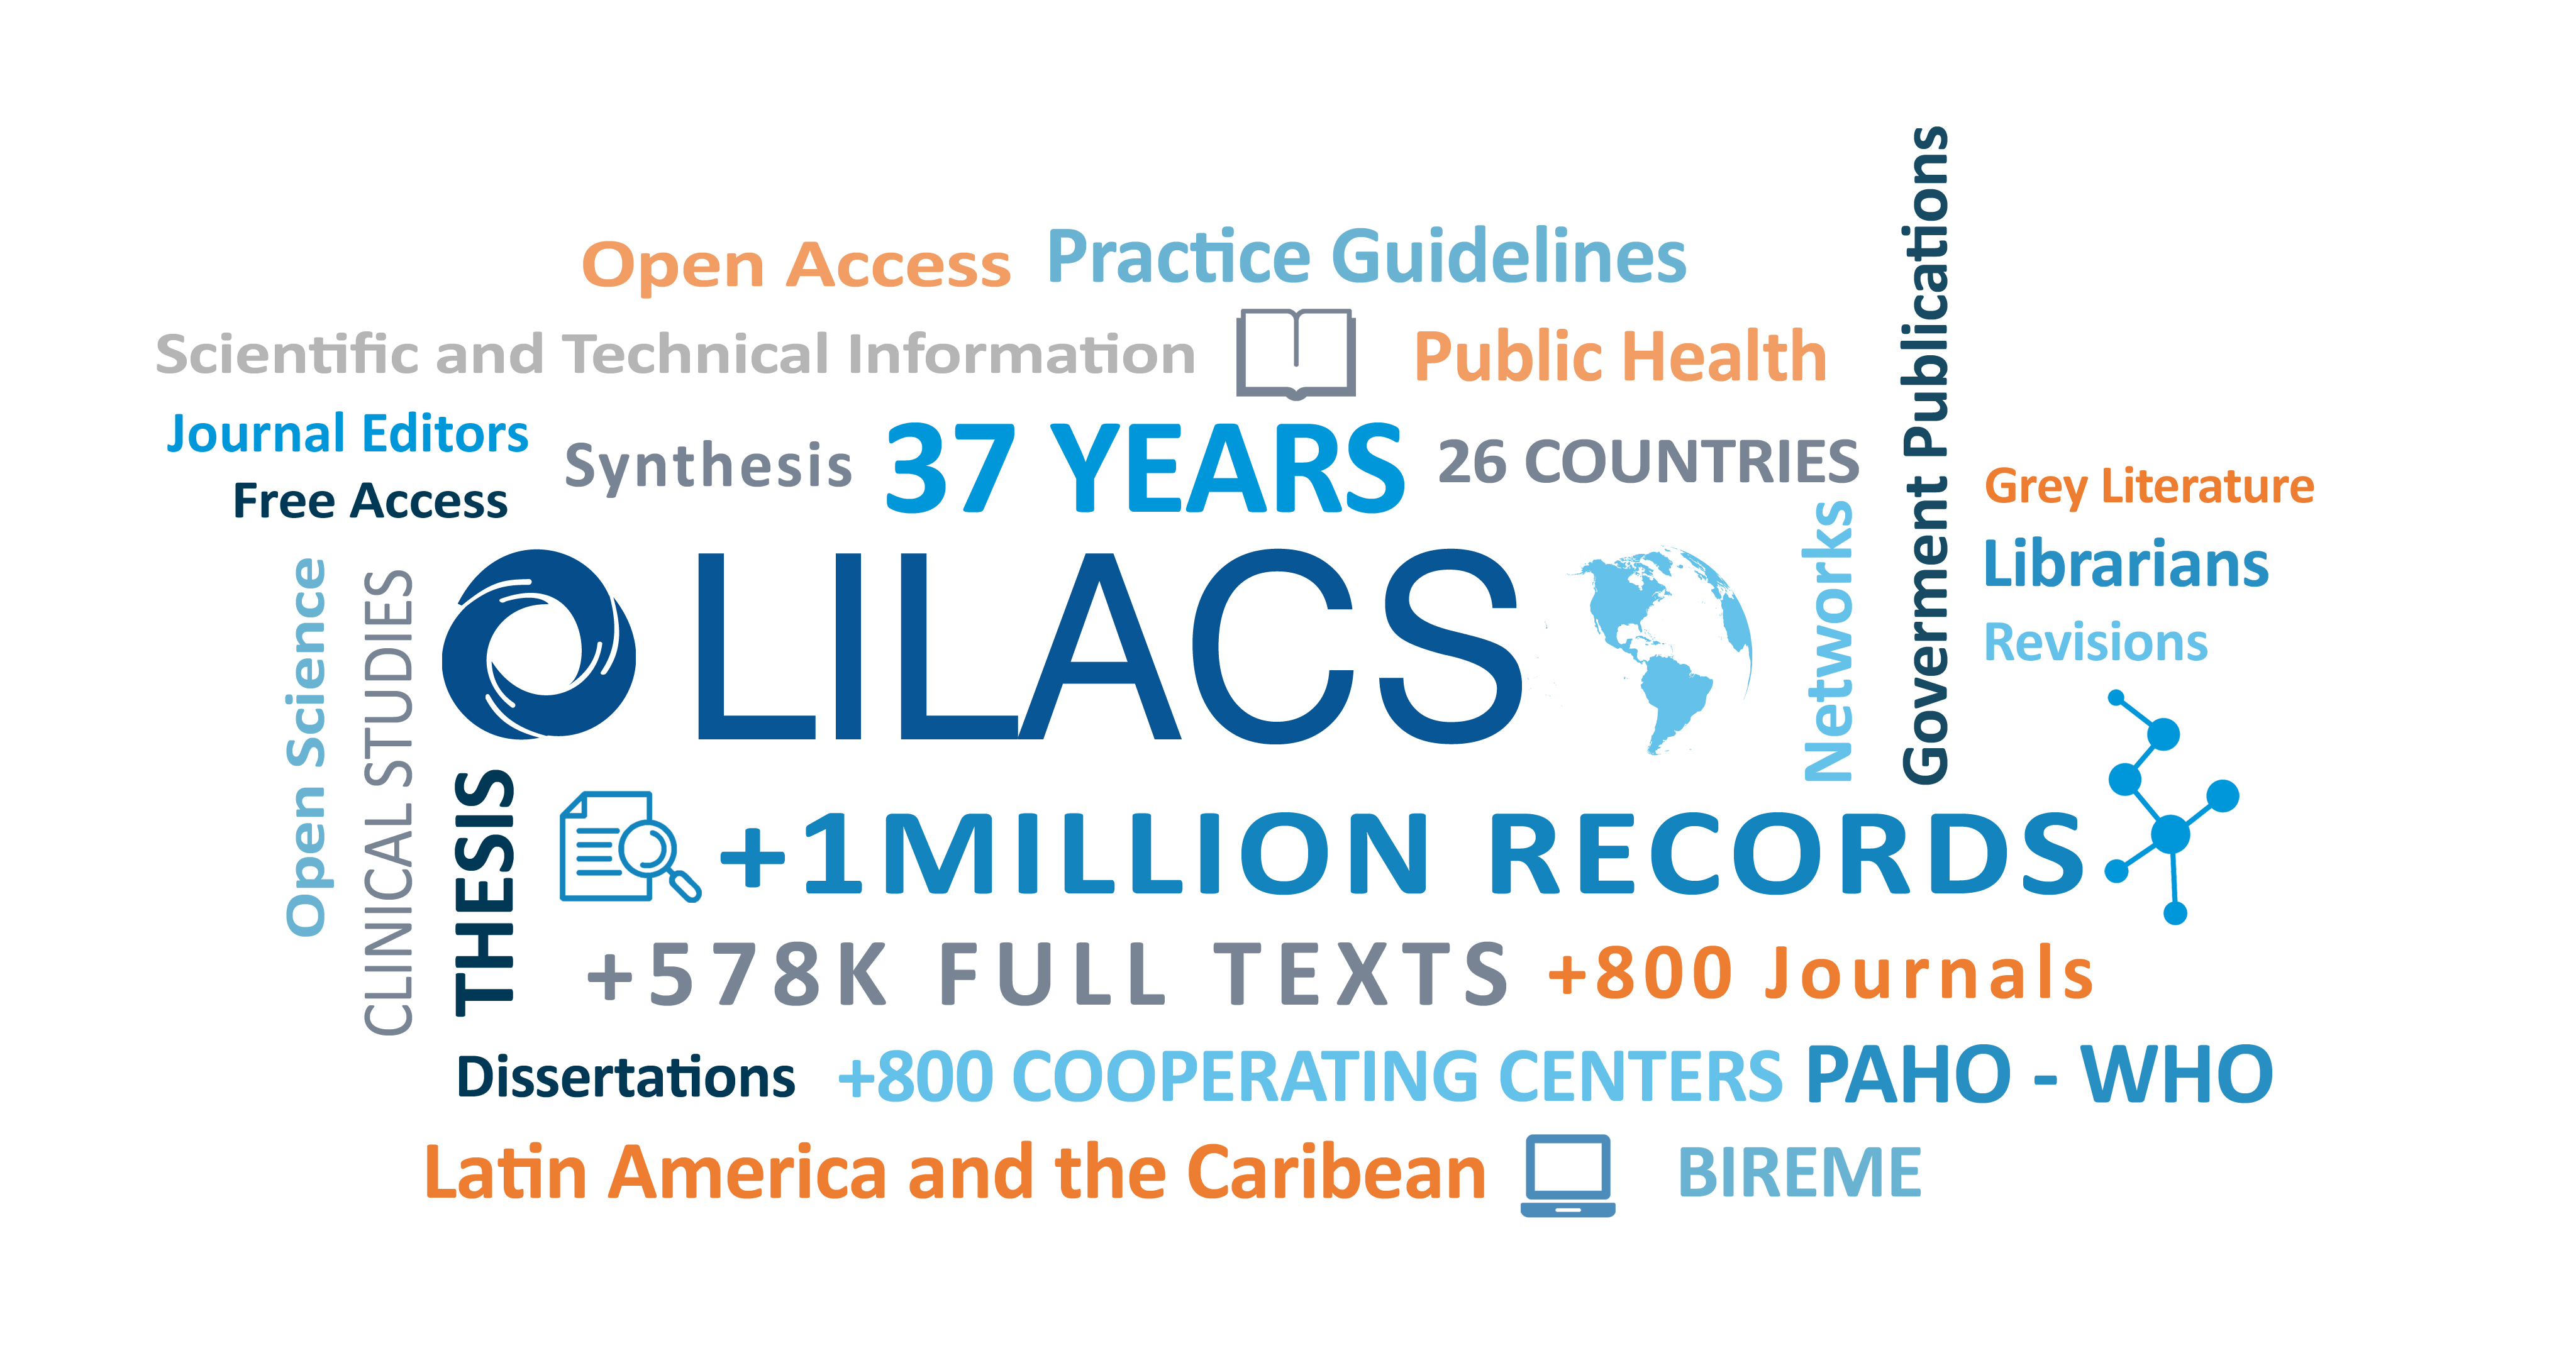 Open Access
Practice Guidelines
Scientific and Technical Information
Public Health
Journal Editors
Synthesis
37 YEARS
26 COUNTRIES
Free Access
Goverment Publications
Grey Literature
Librarians
Revisions
Networks
Open Science
CLINICAL STUDIES
LILACS
THESIS
+1MILLION RECORDS
+578K FULL TEXTS
+800 Journals
Dissertations
+800 COOPERATING CENTERS
PAHO - WHO
Latin America and the Caribean
BIREME